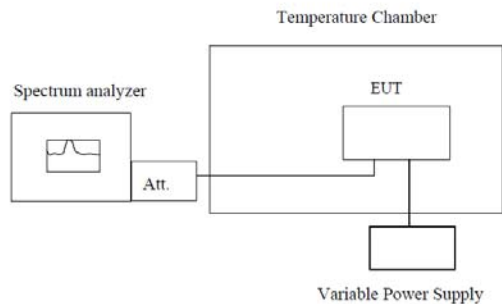 Temperature Chamber
Spectrum analyzer
EUT
Att.
Variable Power Supply